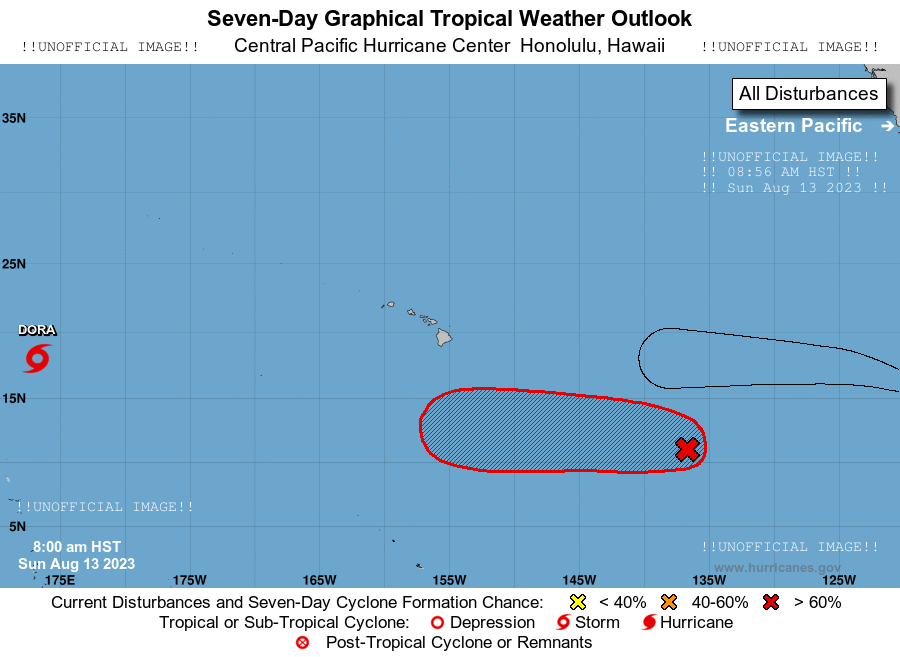 Seven-Day Graphical Tropical Weather Outlook
!!UNOFFICIAL IMAGE!! Central Pacific Hurricane Center Honolulu, Hawaii !!UNOFFICIAL IMAGE!!
All Disturbances
35N
Eastern Pacific →
!!UNOFFICIAL IMAGE!!
!! 08:56 AM HST !!
!! Sun Aug 13 2023 !!
25N
DORA
15N
!!UNOFFICIAL IMAGE!!
5N
8:00 am HST
Sun Aug 13 2023
!!UNOFFICIAL IMAGE!!
www.hurricanes.gov
175E 175W 165W 155W 145W 135W 125W
Current Disturbances and Seven-Day Cyclone Formation Chance: < 40% 40-60% > 60%
Tropical or Sub-Tropical Cyclone: Depression Storm Hurricane
Post-Tropical Cyclone or Remnants